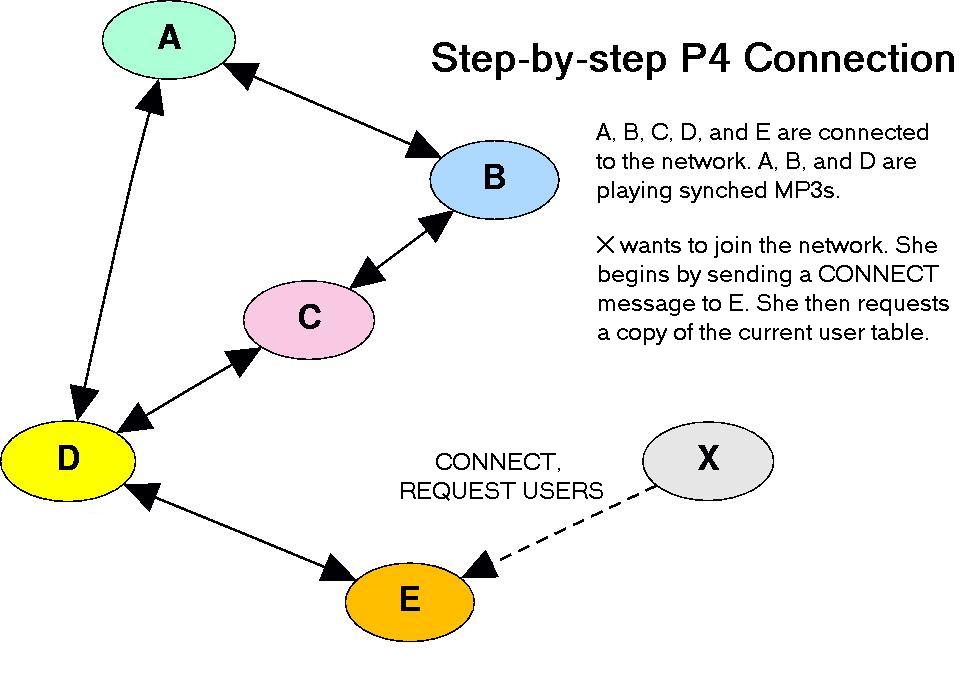 A
Step-by-step P4 Connection
A, B, C, D, and E are connected
to the network. A, B, and D are
playing synched MP3s.
B
X wants to join the network. She
begins by sending a CONNECT
message to E. She then requests
a copy of the current user table.
C
D
CONNECT,
REQUEST USERS
X
E